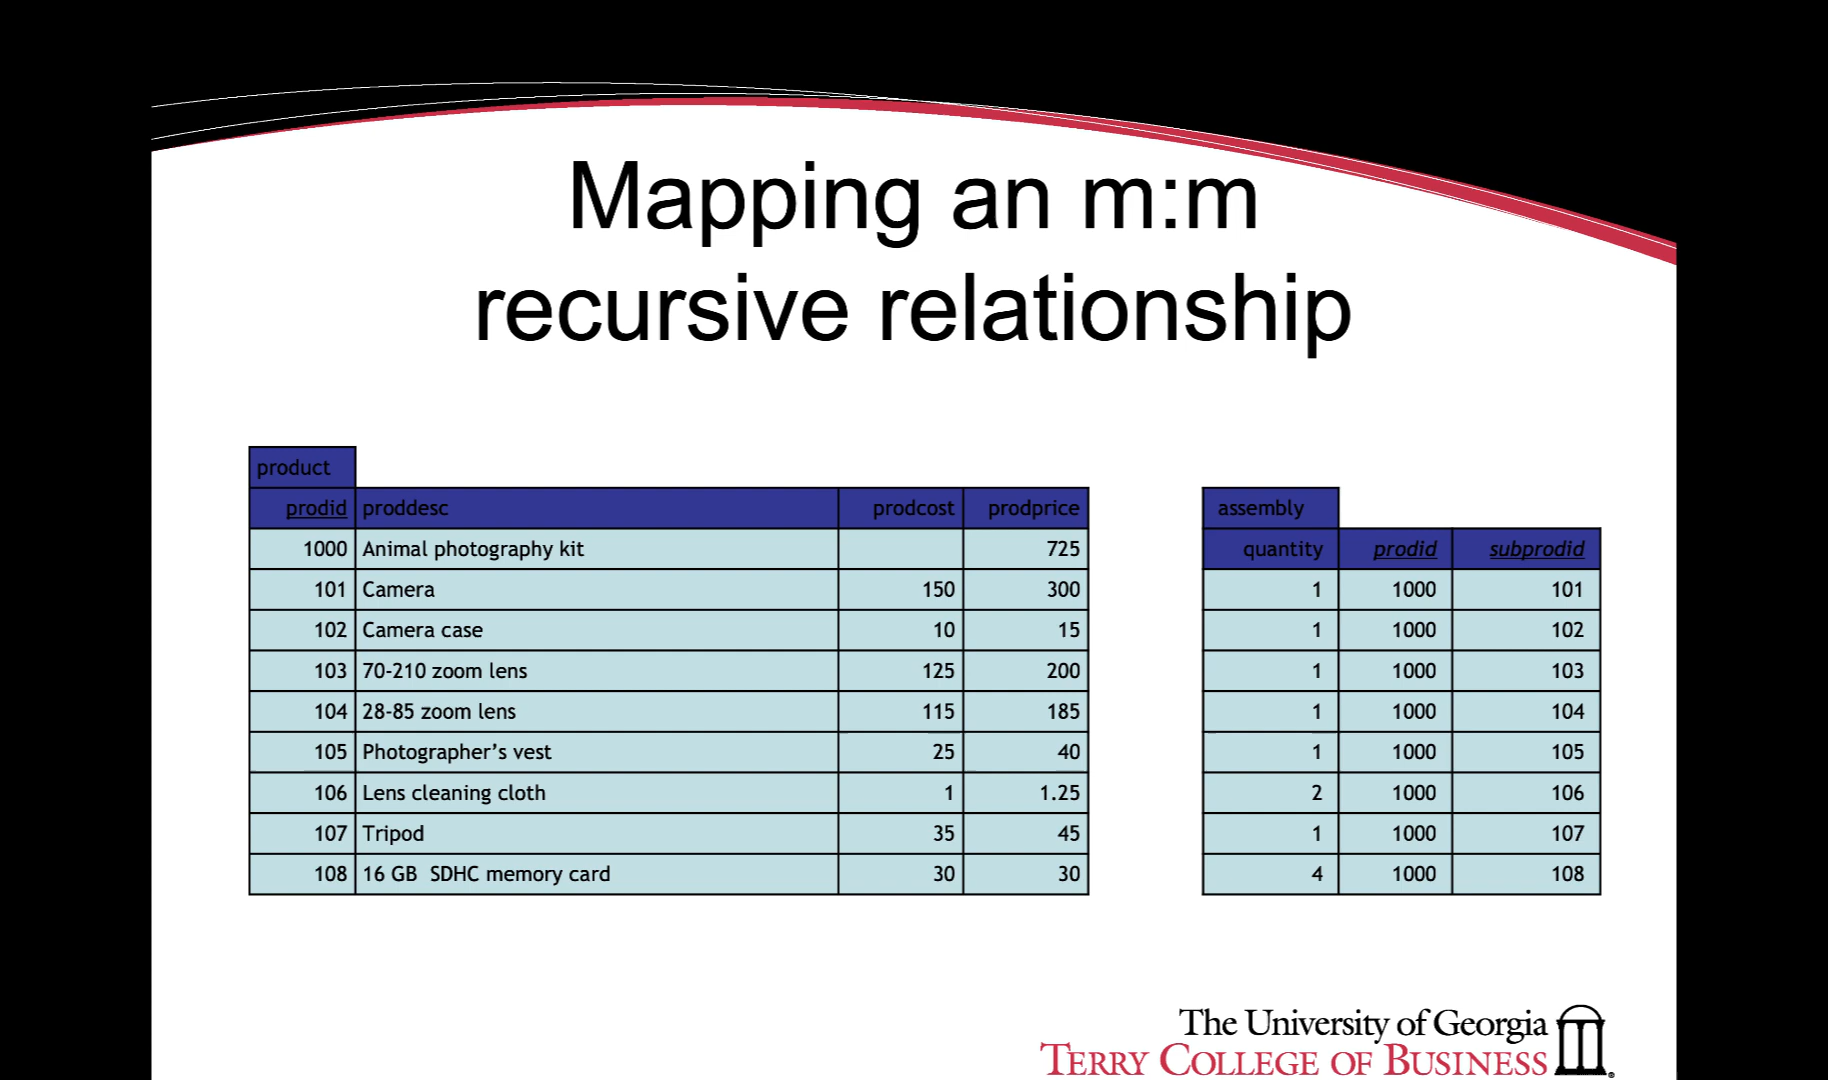 Mapping an m:m
recursive relationship
product
prodid proddesc prodcost prodprice
1000 Animal photography kit 725
101 Camera 150 300
102 Camera case 10 15
103 70-210 zoom lens 125 200
104 28-85 zoom lens 115 185
105 Photographer’s vest 25 40
106 Lens cleaning cloth 1 1.25
107 Tripod 35 45
108 16 GB SDHC memory card 30 30
assembly
quantity prodid subprodid
1 1000 101
1 1000 102
1 1000 103
1 1000 104
1 1000 105
2 1000 106
1 1000 107
4 1000 108
The University of Georgia
TERRY COLLEGE OF BUSINESS